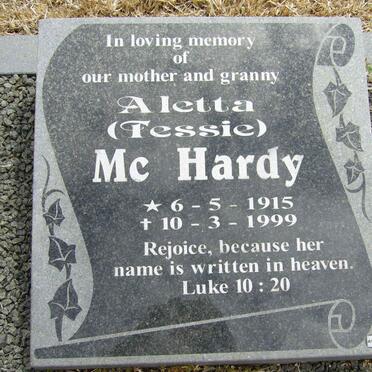 In loving memory
of
our mother and granny
Aletta
(Tessie)
Mc Hardy
★ 6 - 5 - 1915
✝ 10 - 3 - 1999
Rejoice, because her
name is written in heaven.
Luke 10 : 20